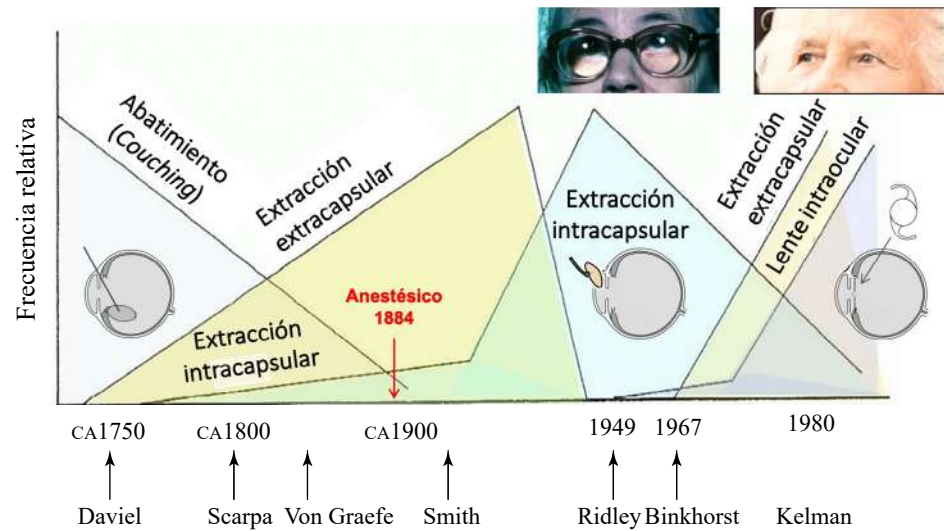 Frecuencia relativa
Abatimiento
(Couching)
Extracción
extracapsular
Extracción
intracapsular
Anestésico
1884
Extracción
intracapsular
Extracción
extracapsular
Lente intraocular
CA1750
CA1800
CA1900
1949
1967
1980
Daviel
Scarpa
Von Graefe
Smith
Ridley
Binkhorst
Kelman